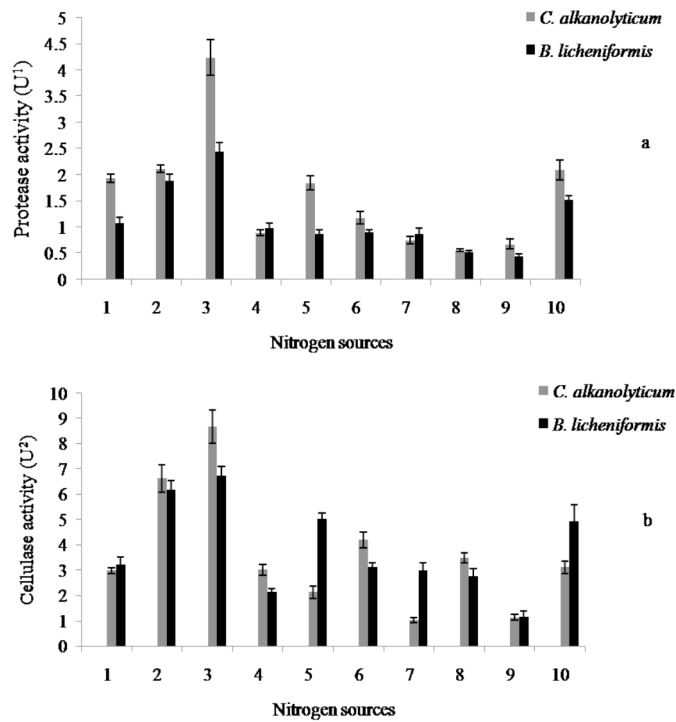 C. alkanolyticum
B. licheniformis
5
4.5
4
3.5
3
2.5
2
1.5
1
0.5
0
Protease activity (U¹)
a
1 2 3 4 5 6 7 8 9 10
Nitrogen sources
C. alkanolyticum
B. licheniformis
10
9
8
7
6
5
4
3
2
1
0
Cellulase activity (U²)
b
1 2 3 4 5 6 7 8 9 10
Nitrogen sources